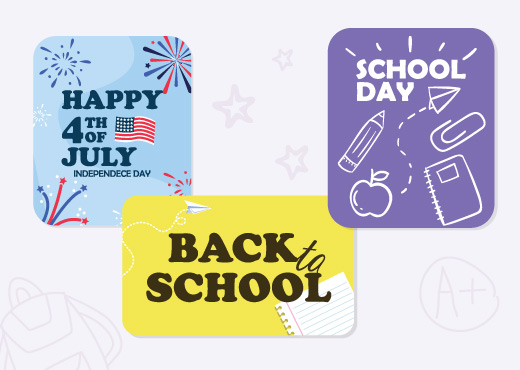 HAPPY
4TH OF
JULY
INDEPENDECE DAY
SCHOOL
DAY
BACK to
SCHOOL
A+